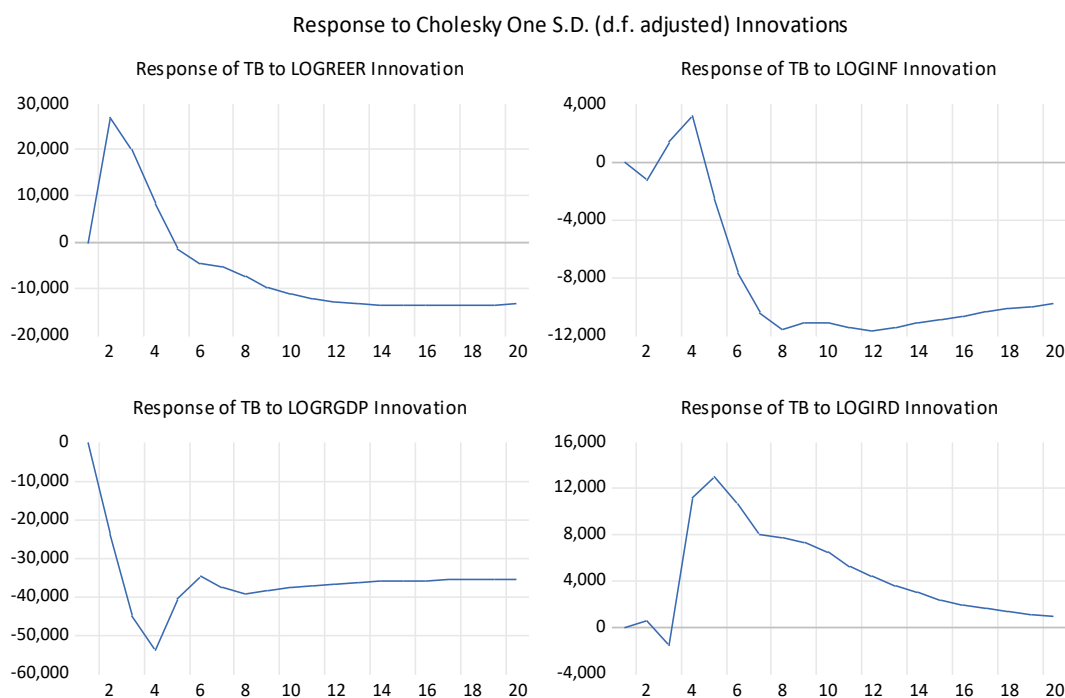 Response to Cholesky One S.D. (d.f. adjusted) Innovations
Response of TB to LOGREER Innovation
30,000
20,000
10,000
0
-10,000
-20,000
2 4 6 8 10 12 14 16 18 20
Response of TB to LOGINF Innovation
4,000
0
-4,000
-8,000
-12,000
2 4 6 8 10 12 14 16 18 20
Response of TB to LOGRGDP Innovation
0
-10,000
-20,000
-30,000
-40,000
-50,000
-60,000
2 4 6 8 10 12 14 16 18 20
Response of TB to LOGIRD Innovation
16,000
12,000
8,000
4,000
0
-4,000
2 4 6 8 10 12 14 16 18 20